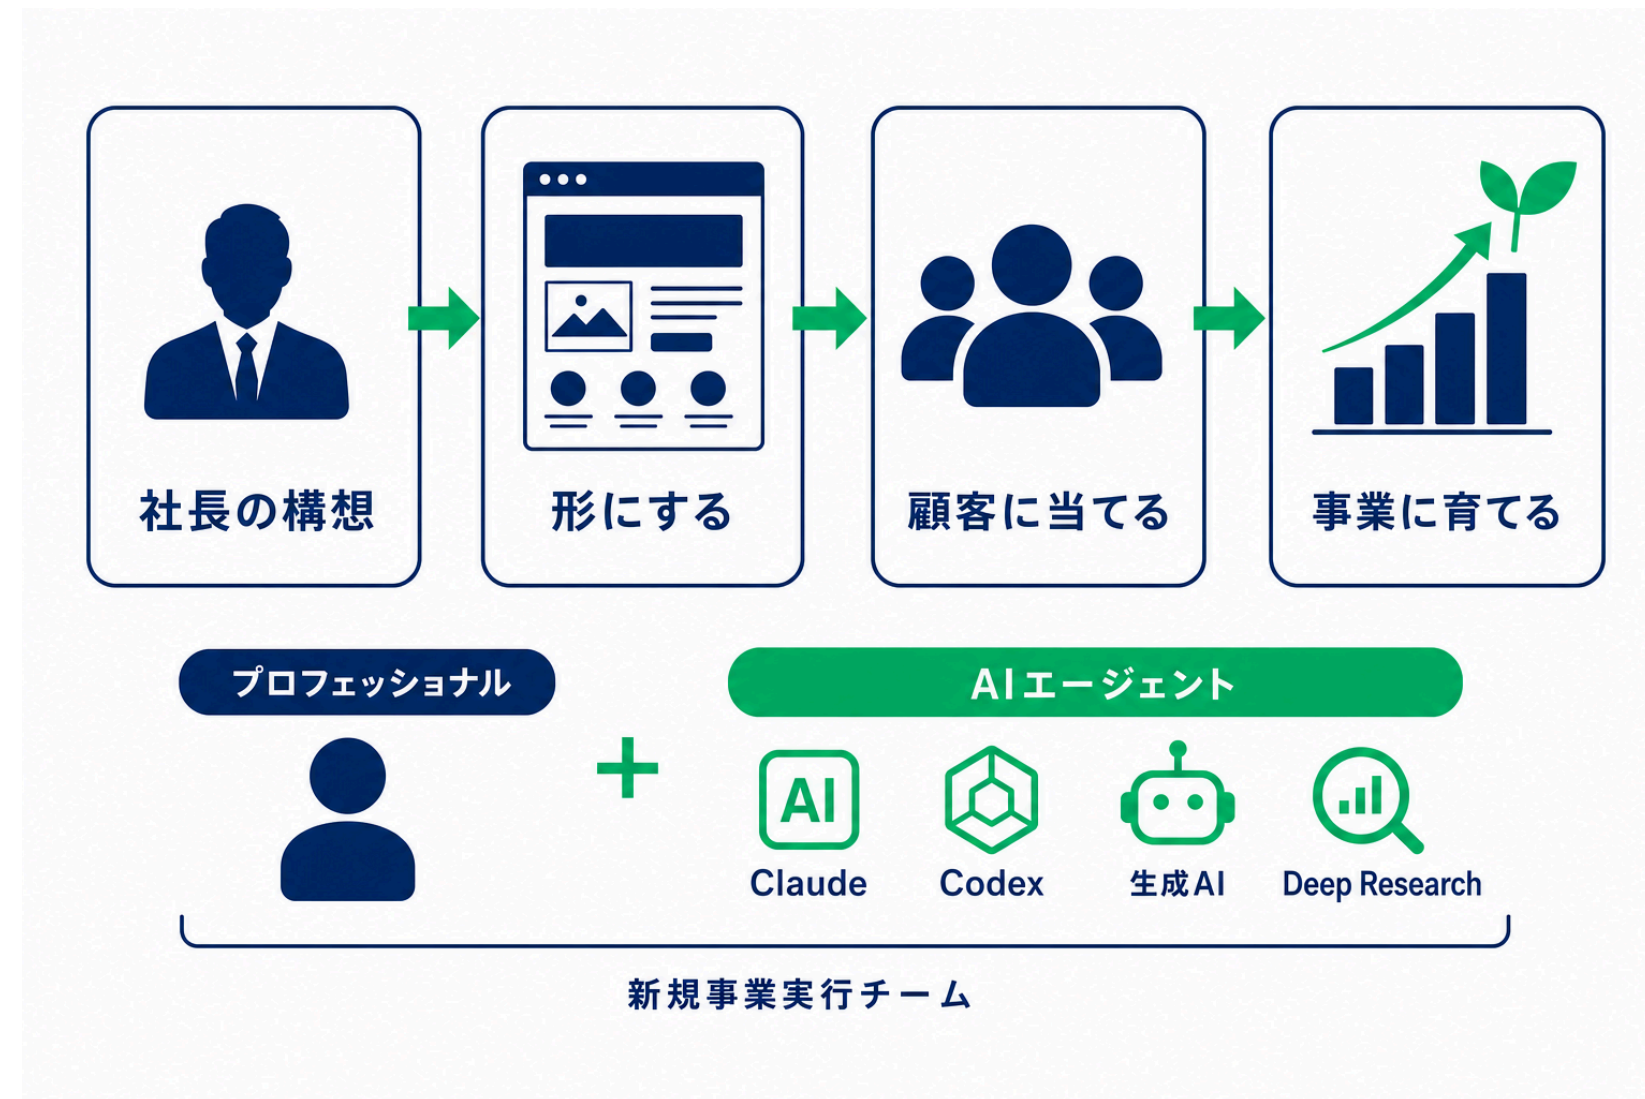 社長の構想
形にする
顧客に当てる
事業に育てる
プロフェッショナル
AIエージェント
AI
Claude
Codex
生成AI
Deep Research
新規事業実行チーム